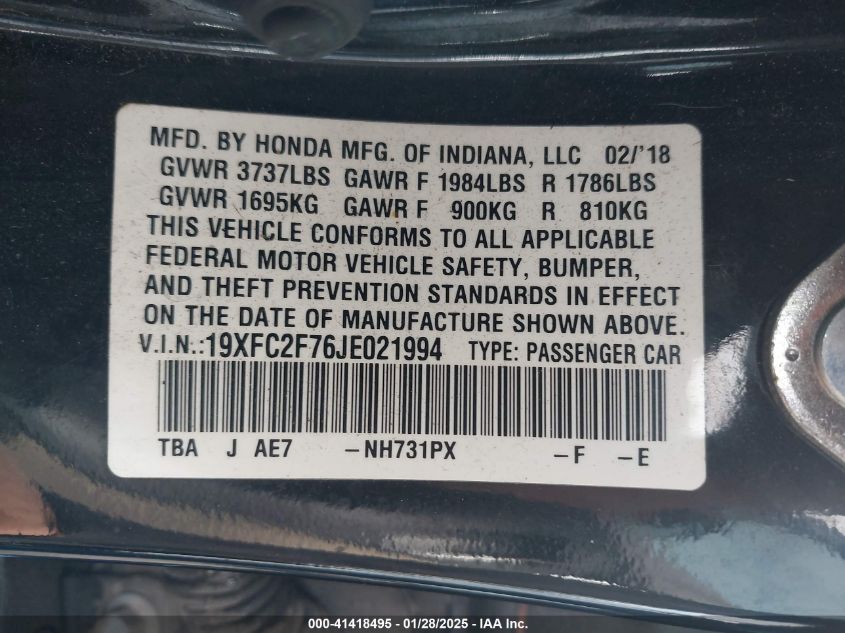 MFD. BY HONDA MFG. OF INDIANA, LLC 02/'18
GVWR 3737LBS GAWR F 1984LBS R 1786LBS
GVWR 1695KG GAWR F 900KG R 810KG
THIS VEHICLE CONFORMS TO ALL APPLICABLE
FEDERAL MOTOR VEHICLE SAFETY, BUMPER,
AND THEFT PREVENTION STANDARDS IN EFFECT
ON THE DATE OF MANUFACTURE SHOWN ABOVE.
V.I.N.:19XFC2F76JE021994 TYPE: PASSENGER CAR
TBA J AE7 -NH731PX -F -E
000-41418495 - 01/28/2025 - IAAI.com